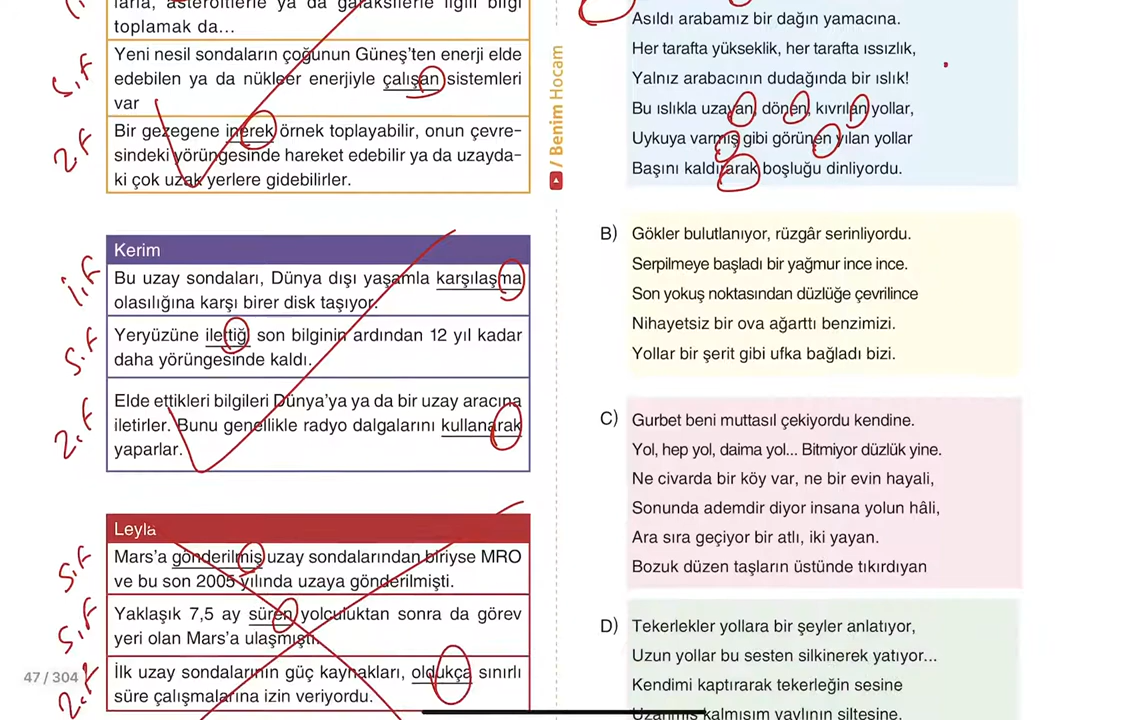 larla, asteroitlerle ya da galaksilerle ilgili bilgi
toplamak da...
Yeni nesil sondaların çoğunun Güneş'ten enerji elde
edebilen ya da nükleer enerjiyle çalışan sistemleri
var
Bir gezegene inerek örnek toplayabilir, onun çevre-
sindeki yörüngesinde hareket edebilir ya da uzayda-
ki çok uzak yerlere gidebilirler.
S.F
2.F
Kerim
Bu uzay sondaları, Dünya dışı yaşamla karşılaşma
olasılığına karşı birer disk taşıyor.
Yeryüzüne ilettiği son bilginin ardından 12 yıl kadar
daha yörüngesinde kaldı.
Elde ettikleri bilgileri Dünya'ya ya da bir uzay aracına
iletirler. Bunu genellikle radyo dalgalarını kullanarak
yaparlar.
i.F
S.F
2.F
Leyla
Mars'a gönderilmiş uzay sondalarından biriyse MRO
ve bu son 2005 yılında uzaya gönderilmişti.
Yaklaşık 7,5 ay süren yolculuktan sonra da görev
yeri olan Mars'a ulaşmıştı.
İlk uzay sondalarının güç kaynakları, oldukça sınırlı
süre çalışmalarına izin veriyordu.
S.F
S.F
2.F
47 / 304
/ Benim Hocam
Asıldı arabamız bir dağın yamacına.
Her tarafta yükseklik, her tarafta ıssızlık,
Yalnız arabacının dudağında bir ıslık!
Bu ıslıkla uzayan, dönen, kıvrılan yollar,
Uykuya varmış gibi görünen yılan yollar
Başını kaldırarak boşluğu dinliyordu.
B) Gökler bulutlanıyor, rüzgâr serinliyordu.
Serpilmeye başladı bir yağmur ince ince.
Son yokuş noktasından düzlüğe çevrilince
Nihayetsiz bir ova ağarttı benzimizi.
Yollar bir şerit gibi ufka bağladı bizi.
C) Gurbet beni muttasıl çekiyordu kendine.
Yol, hep yol, daima yol... Bitmiyor düzlük yine.
Ne civarda bir köy var, ne bir evin hayali,
Sonunda ademdir diyor insana yolun hâli,
Ara sıra geçiyor bir atlı, iki yayan.
Bozuk düzen taşların üstünde tıkırdıyan
D) Tekerlekler yollara bir şeyler anlatıyor,
Uzun yollar bu sesten silkinerek yatıyor...
Kendimi kaptırarak tekerleğin sesine
Uzanmış kalmışım yaylının şiltesine.